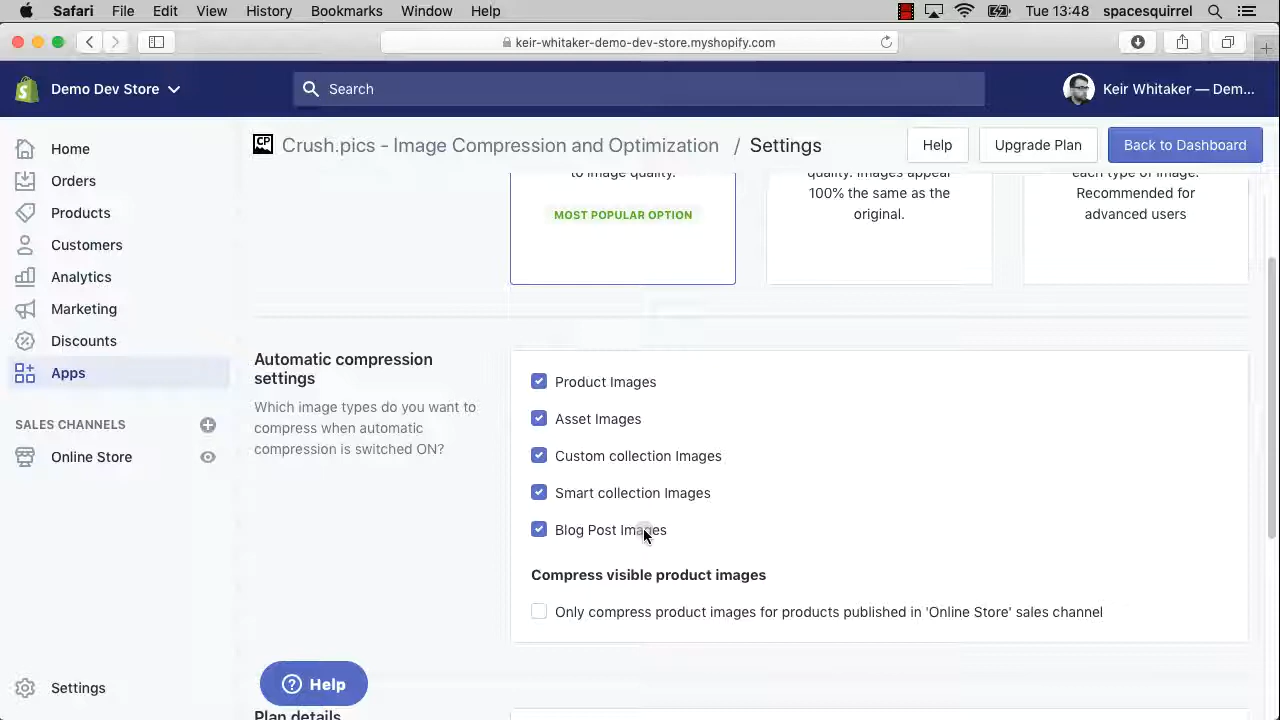 Safari File Edit View History Bookmarks Window Help Tue 13:48 spacesquirrel
keir-whitaker-demo-dev-store.myshopify.com
Demo Dev Store
Search
Keir Whitaker — Dem...
Home
Orders
Products
Customers
Analytics
Marketing
Discounts
Apps
SALES CHANNELS
Online Store
Settings
CP
Crush.pics - Image Compression and Optimization / Settings
Help
Upgrade Plan
Back to Dashboard
to image quality.
MOST POPULAR OPTION
quality. Images appear
100% the same as the
original.
each type of image.
Recommended for
advanced users
Automatic compression
settings
Which image types do you want to
compress when automatic
compression is switched ON?
Product Images
Asset Images
Custom collection Images
Smart collection Images
Blog Post Images
Compress visible product images
Only compress product images for products published in 'Online Store' sales channel
Help
Plan details